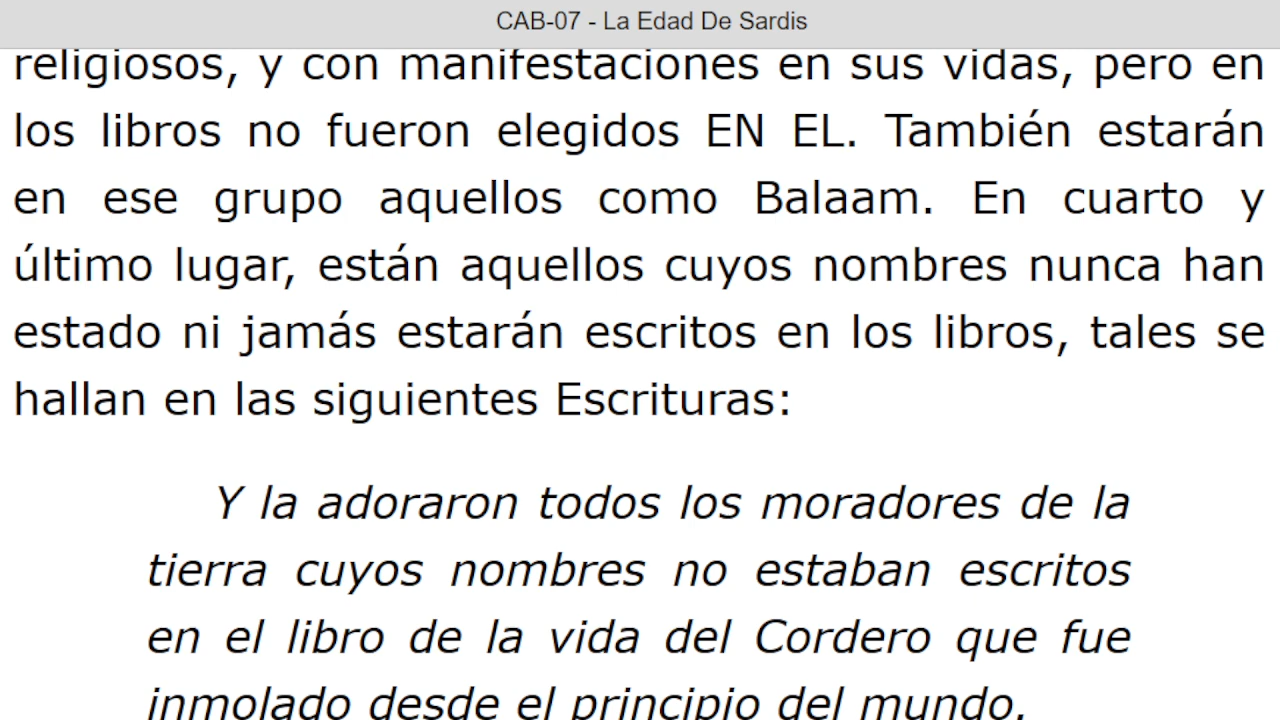 CAB-07 - La Edad De Sardis
religiosos, y con manifestaciones en sus vidas, pero en
los libros no fueron elegidos EN EL. También estarán
en ese grupo aquellos como Balaam. En cuarto y
último lugar, están aquellos cuyos nombres nunca han
estado ni jamás estarán escritos en los libros, tales se
hallan en las siguientes Escrituras:
Y la adoraron todos los moradores de la
tierra cuyos nombres no estaban escritos
en el libro de la vida del Cordero que fue
inmolado desde el principio del mundo.